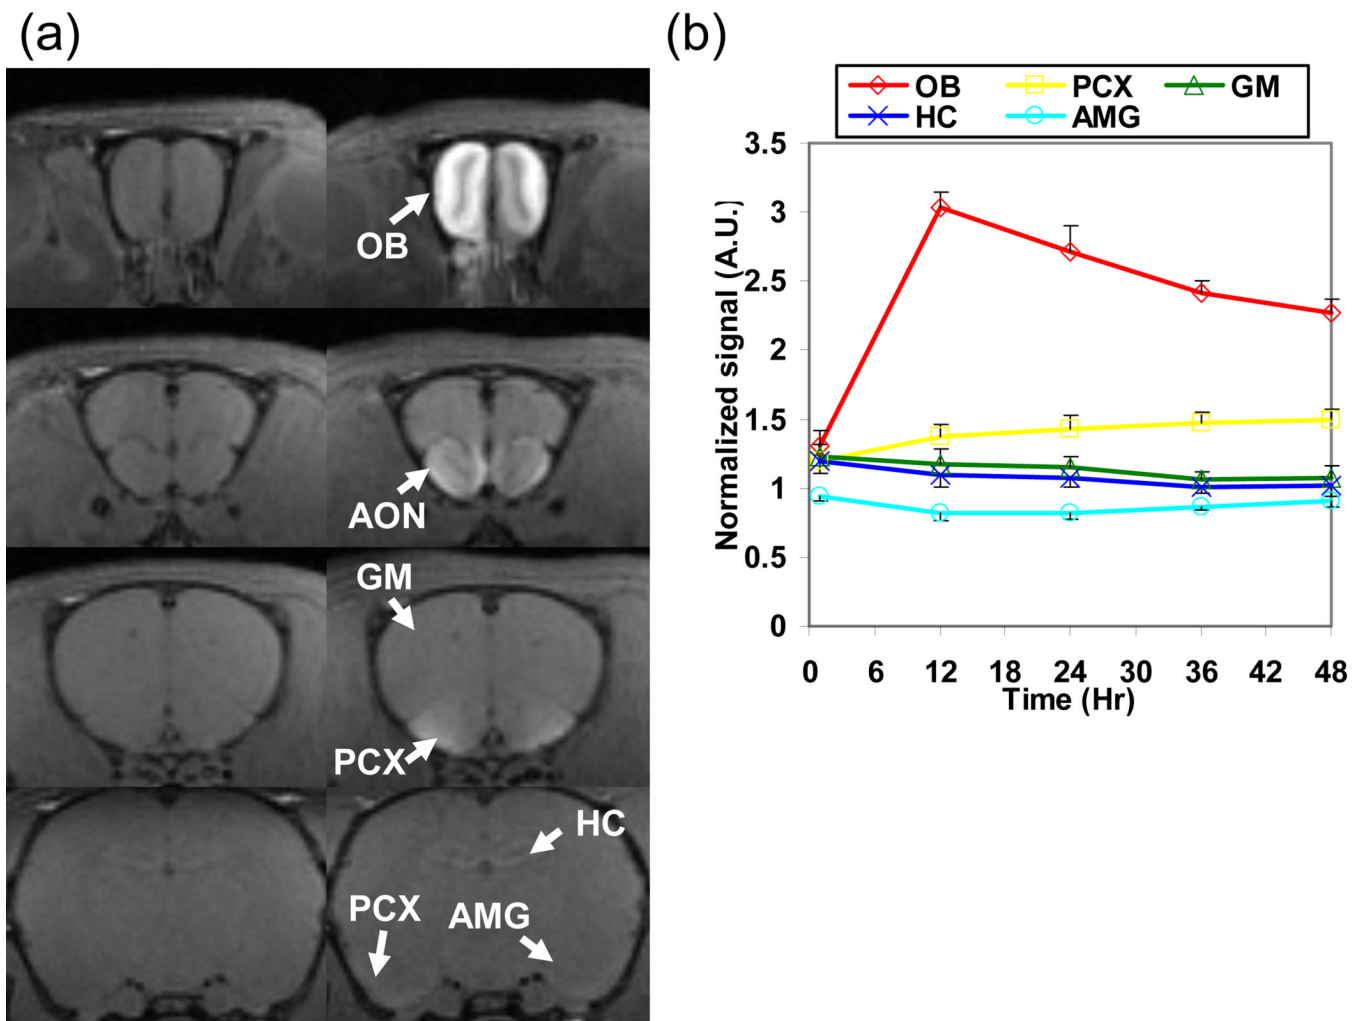 (a)
OB
AON
GM
PCX
HC
PCX
AMG
(b)
OB PCX GM
HC AMG
Normalized signal (A.U.)
3.5
3
2.5
2
1.5
1
0.5
0
0 6 12 18 24 30 36 42 48
Time (Hr)